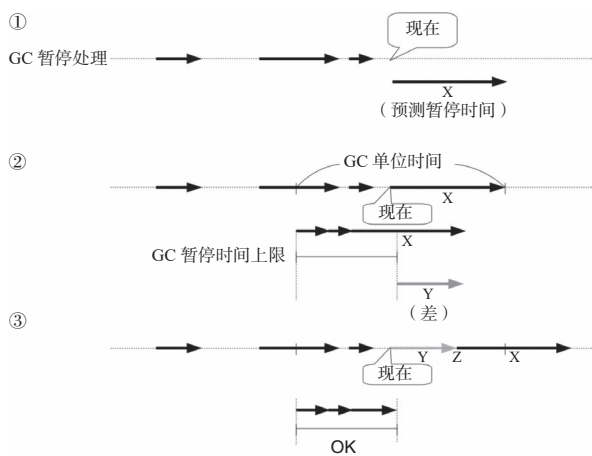 ①
现在
GC 暂停处理
X
（预测暂停时间）
②
GC 单位时间
X
现在
X
GC 暂停时间上限
Y
（差）
③
Y Z X
现在
OK